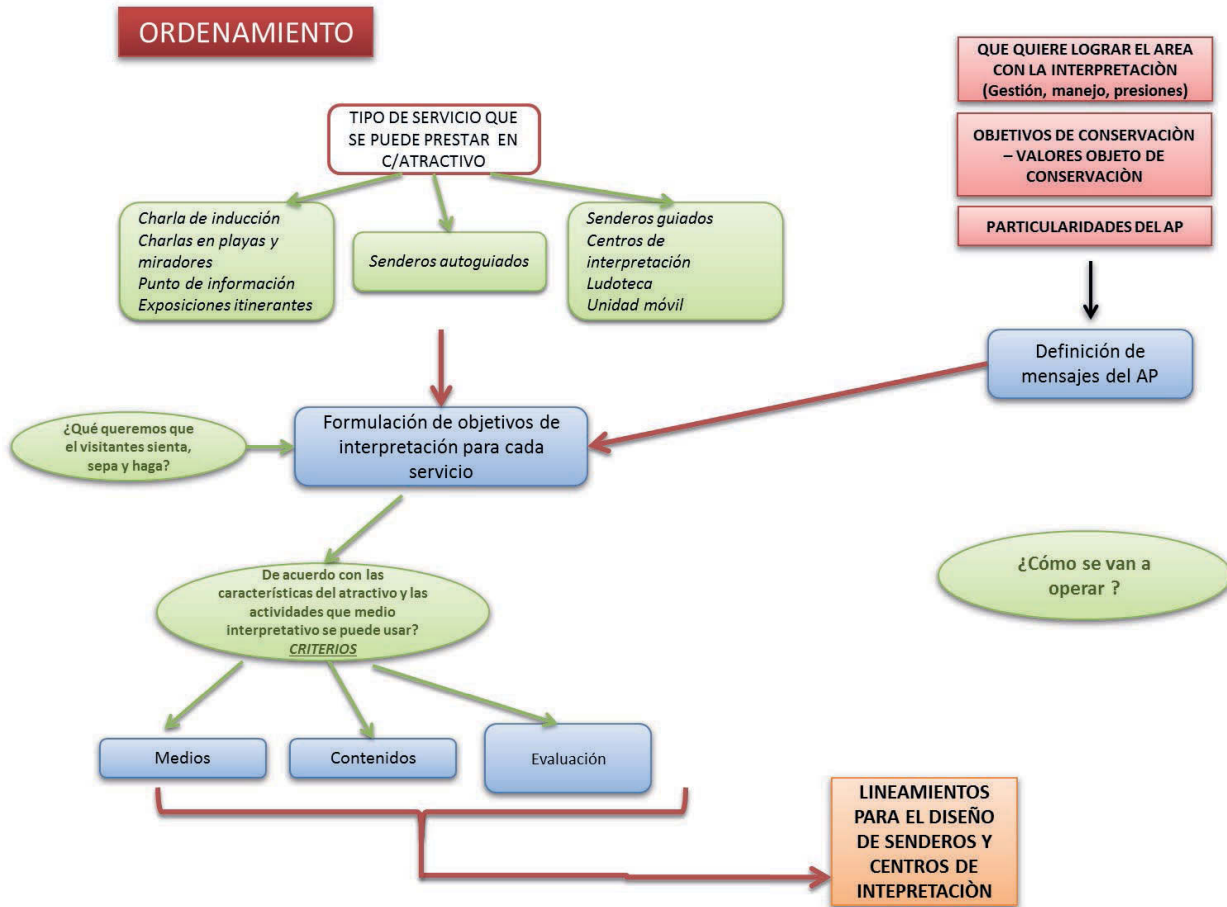 ORDENAMIENTO
TIPO DE SERVICIO QUE
SE PUEDE PRESTAR EN
C/ATRACTIVO
Charla de inducción
Charlas en playas y
miradores
Punto de información
Exposiciones itinerantes
Senderos autoguiados
Senderos guiados
Centros de
interpretación
Ludoteca
Unidad móvil
QUE QUIERE LOGRAR EL AREA
CON LA INTERPRETACIÒN
(Gestión, manejo, presiones)
OBJETIVOS DE CONSERVACIÒN
– VALORES OBJETO DE
CONSERVACIÒN
PARTICULARIDADES DEL AP
Definición de
mensajes del AP
¿Qué queremos que
el visitantes sienta,
sepa y haga?
Formulación de objetivos de
interpretación para cada
servicio
¿Cómo se van a
operar ?
De acuerdo con las
características del atractivo y las
actividades que medio
interpretativo se puede usar?
CRITERIOS
Medios
Contenidos
Evaluación
LINEAMIENTOS
PARA EL DISEÑO
DE SENDEROS Y
CENTROS DE
INTEPRETACIÒN